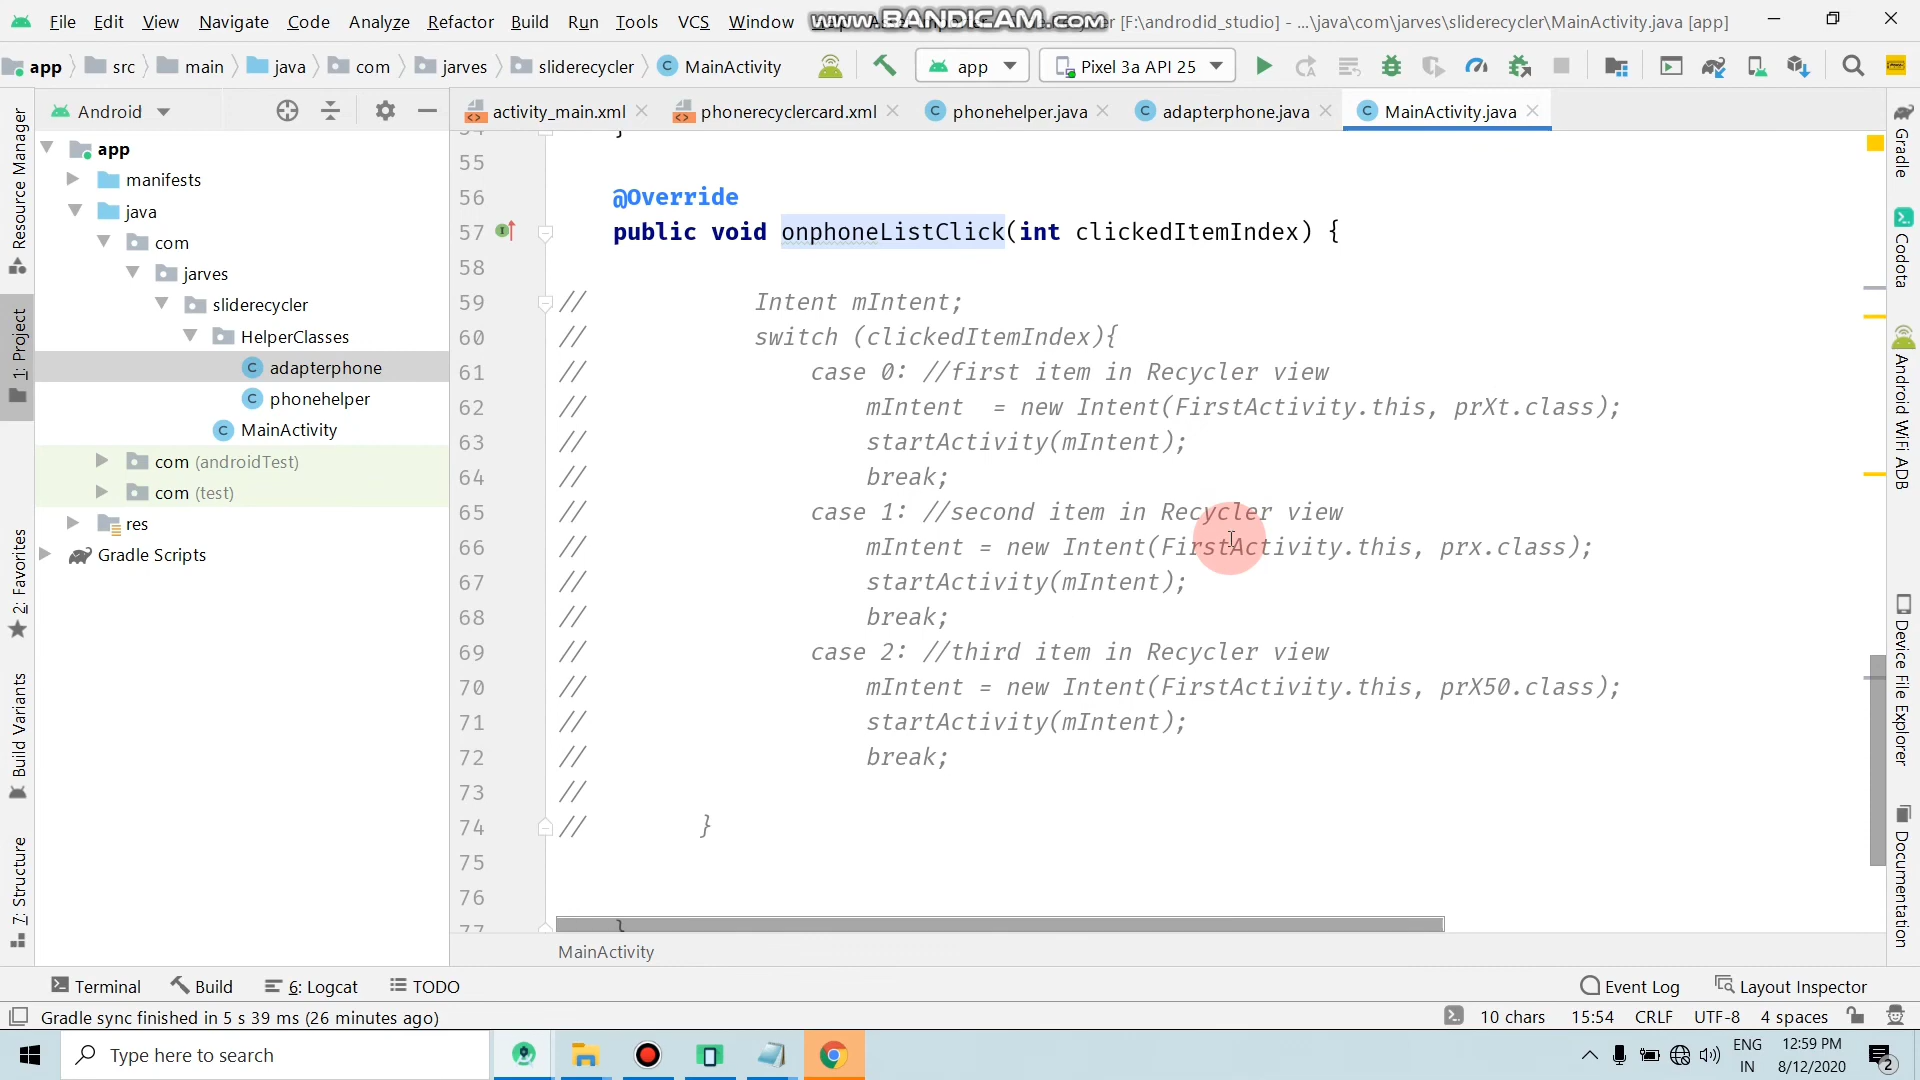 File Edit View Navigate Code Analyze Refactor Build Run Tools VCS Window
www.BANDICAM.com
[F:\androdid_studio] - ...\java\com\jarves\sliderecycler\MainActivity.java [app]
app src main java com jarves sliderecycler MainActivity app Pixel 3a API 25
Android
activity_main.xml phonerecyclercard.xml phonehelper.java adapterphone.java MainActivity.java
Resource Manager
1: Project
2: Favorites
Build Variants
7: Structure
app
manifests
java
com
jarves
sliderecycler
HelperClasses
adapterphone
phonehelper
MainActivity
com (androidTest)
com (test)
res
Gradle Scripts
54 }
55
56 @Override
57 public void onphoneListClick(int clickedItemIndex) {
58
59 // Intent mIntent;
60 // switch (clickedItemIndex){
61 // case 0: //first item in Recycler view
62 // mIntent  = new Intent(FirstActivity.this, prXt.class);
63 // startActivity(mIntent);
64 // break;
65 // case 1: //second item in Recycler view
66 // mIntent = new Intent(FirstActivity.this, prx.class);
67 // startActivity(mIntent);
68 // break;
69 // case 2: //third item in Recycler view
70 // mIntent = new Intent(FirstActivity.this, prX50.class);
71 // startActivity(mIntent);
72 // break;
73 //
74 // }
75
76
77 }
MainActivity
Gradle
Codota
Android WiFi ADB
Device File Explorer
Documentation
Terminal Build 6: Logcat TODO Event Log Layout Inspector
Gradle sync finished in 5 s 39 ms (26 minutes ago) 10 chars 15:54 CRLF UTF-8 4 spaces
Type here to search
ENG
IN
12:59 PM
8/12/2020
2